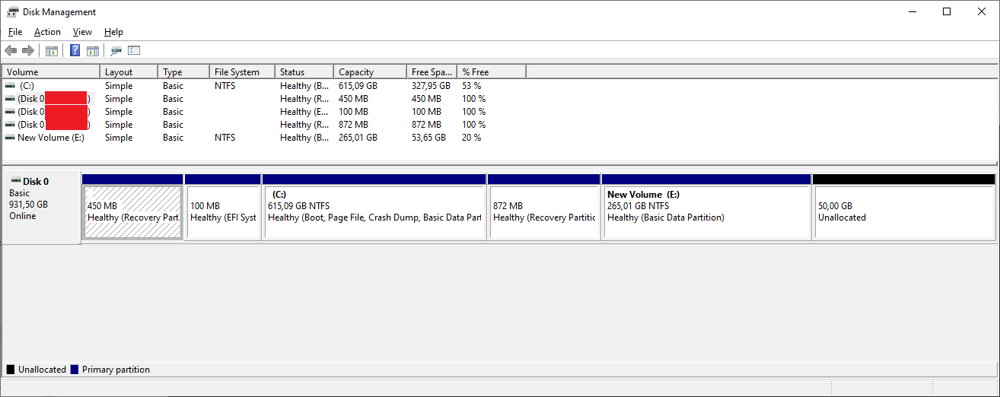 Disk Management
File Action View Help
Volume Layout Type File System Status Capacity Free Spa... % Free
(C:) Simple Basic NTFS Healthy (B... 615,09 GB 327,95 GB 53 %
(Disk 0 ) Simple Basic Healthy (R... 450 MB 450 MB 100 %
(Disk 0 ) Simple Basic Healthy (E... 100 MB 100 MB 100 %
(Disk 0 ) Simple Basic Healthy (R... 872 MB 872 MB 100 %
New Volume (E:) Simple Basic NTFS Healthy (B... 265,01 GB 53,65 GB 20 %
Disk 0
Basic
931,50 GB
Online
450 MB
Healthy (Recovery Part
100 MB
Healthy (EFI Syst
(C:)
615,09 GB NTFS
Healthy (Boot, Page File, Crash Dump, Basic Data Part
872 MB
Healthy (Recovery Partitic
New Volume (E:)
265,01 GB NTFS
Healthy (Basic Data Partition)
50,00 GB
Unallocated
Unallocated Primary partition